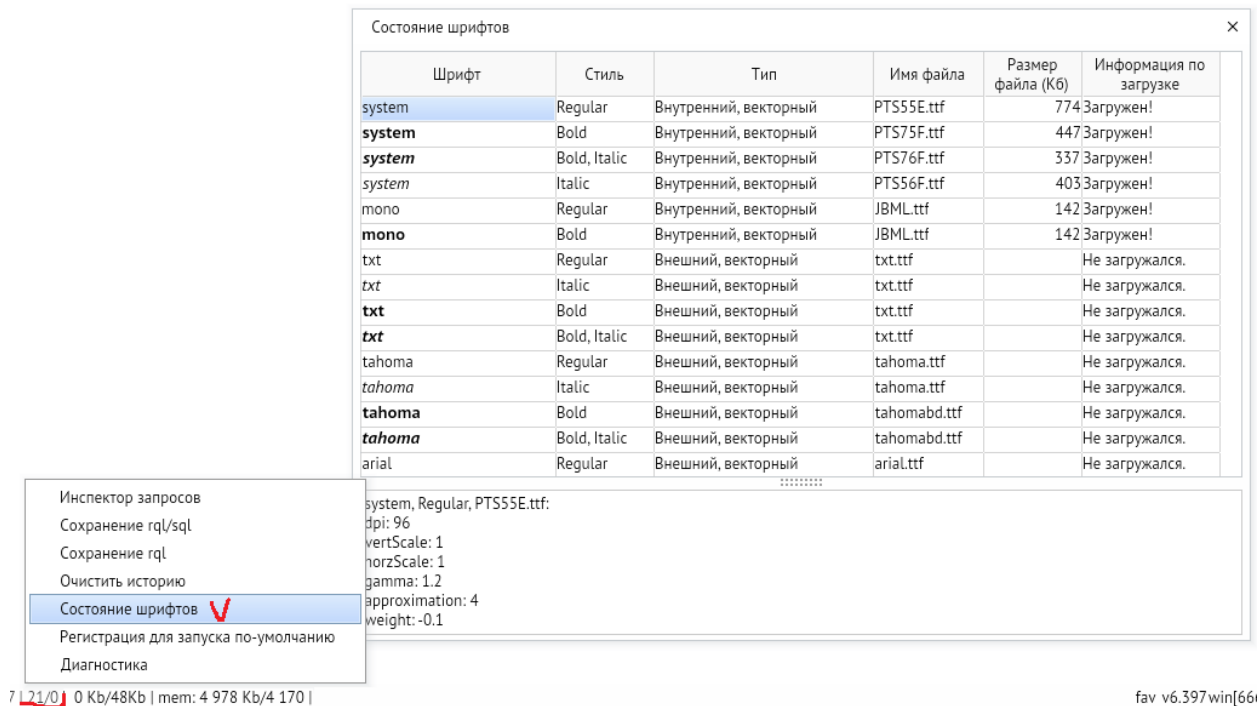 Состояние шрифтов
Шрифт Стиль Тип Имя файла Размер файла (Кб) Информация по загрузке
system Regular Внутренний, векторный PTS55E.ttf 774 Загружен!
system Bold Внутренний, векторный PTS75F.ttf 447 Загружен!
system Bold, Italic Внутренний, векторный PTS76F.ttf 337 Загружен!
system Italic Внутренний, векторный PTS56F.ttf 403 Загружен!
mono Regular Внутренний, векторный JBML.ttf 142 Загружен!
mono Bold Внутренний, векторный JBML.ttf 142 Загружен!
txt Regular Внешний, векторный txt.ttf Не загружался.
txt Italic Внешний, векторный txt.ttf Не загружался.
txt Bold Внешний, векторный txt.ttf Не загружался.
txt Bold, Italic Внешний, векторный txt.ttf Не загружался.
tahoma Regular Внешний, векторный tahoma.ttf Не загружался.
tahoma Italic Внешний, векторный tahoma.ttf Не загружался.
tahoma Bold Внешний, векторный tahomabd.ttf Не загружался.
tahoma Bold, Italic Внешний, векторный tahomabd.ttf Не загружался.
arial Regular Внешний, векторный arial.ttf Не загружался.
system, Regular, PTS55E.ttf:
dpi: 96
vertScale: 1
horzScale: 1
gamma: 1.2
approximation: 4
weight: -0.1
Инспектор запросов
Сохранение rql/sql
Сохранение rql
Очистить историю
Состояние шрифтов
Регистрация для запуска по-умолчанию
Диагностика
7 | 21/0 | 0 Kb/48Kb | mem: 4 978 Kb/4 170 | fav v6.397 win[666